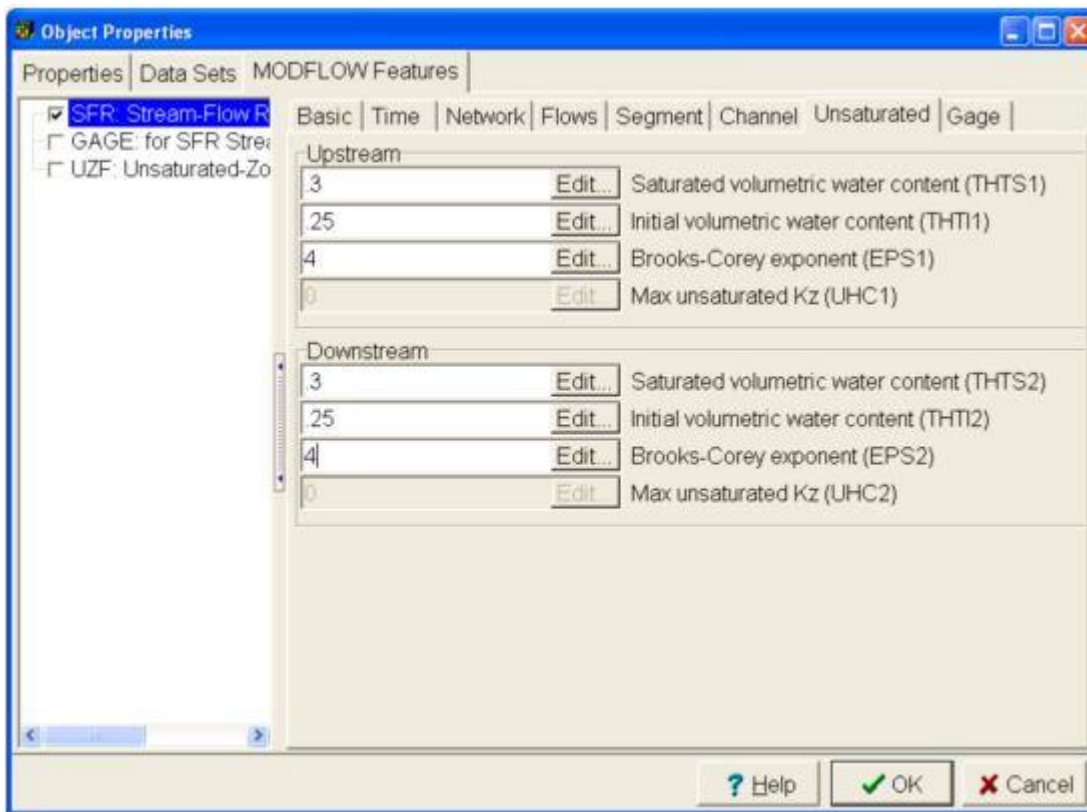 Object Properties
Properties Data Sets MODFLOW Features
SFR: Stream-Flow R
GAGE: for SFR Strea
UZF: Unsaturated-Zo
Basic Time Network Flows Segment Channel Unsaturated Gage
Upstream
.3 Edit... Saturated volumetric water content (THTS1)
.25 Edit... Initial volumetric water content (THTI1)
4 Edit... Brooks-Corey exponent (EPS1)
0 Edit... Max unsaturated Kz (UHC1)
Downstream
.3 Edit... Saturated volumetric water content (THTS2)
.25 Edit... Initial volumetric water content (THTI2)
4 Edit... Brooks-Corey exponent (EPS2)
0 Edit... Max unsaturated Kz (UHC2)
? Help OK Cancel